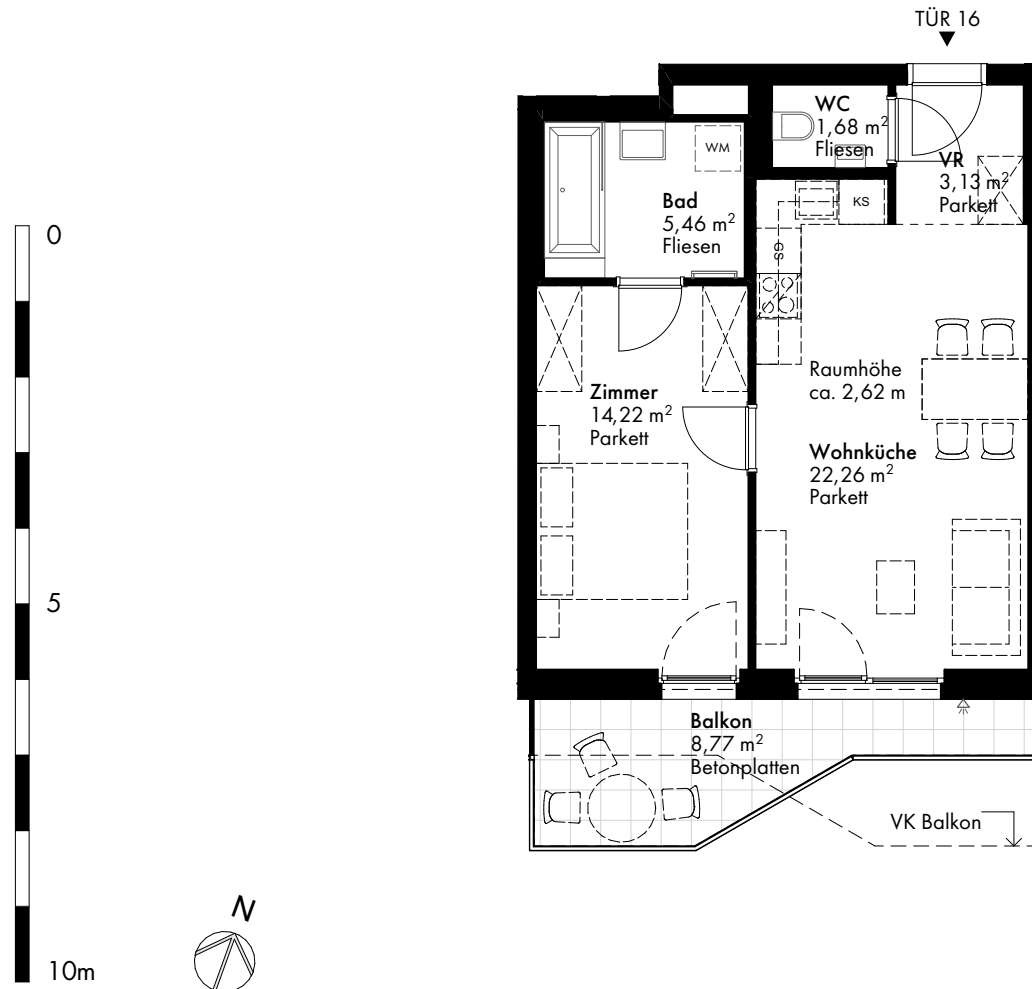 TÜR 16
WC
1,68 m²
Fliesen
VR
3,13 m²
Parkett
WM
Bad
5,46 m²
Fliesen
KS
GS
0
Raumhöhe
ca. 2,62 m
Zimmer
14,22 m²
Parkett
Wohnküche
22,26 m²
Parkett
5
Balkon
8,77 m²
Betonplatten
VK Balkon
N
10m